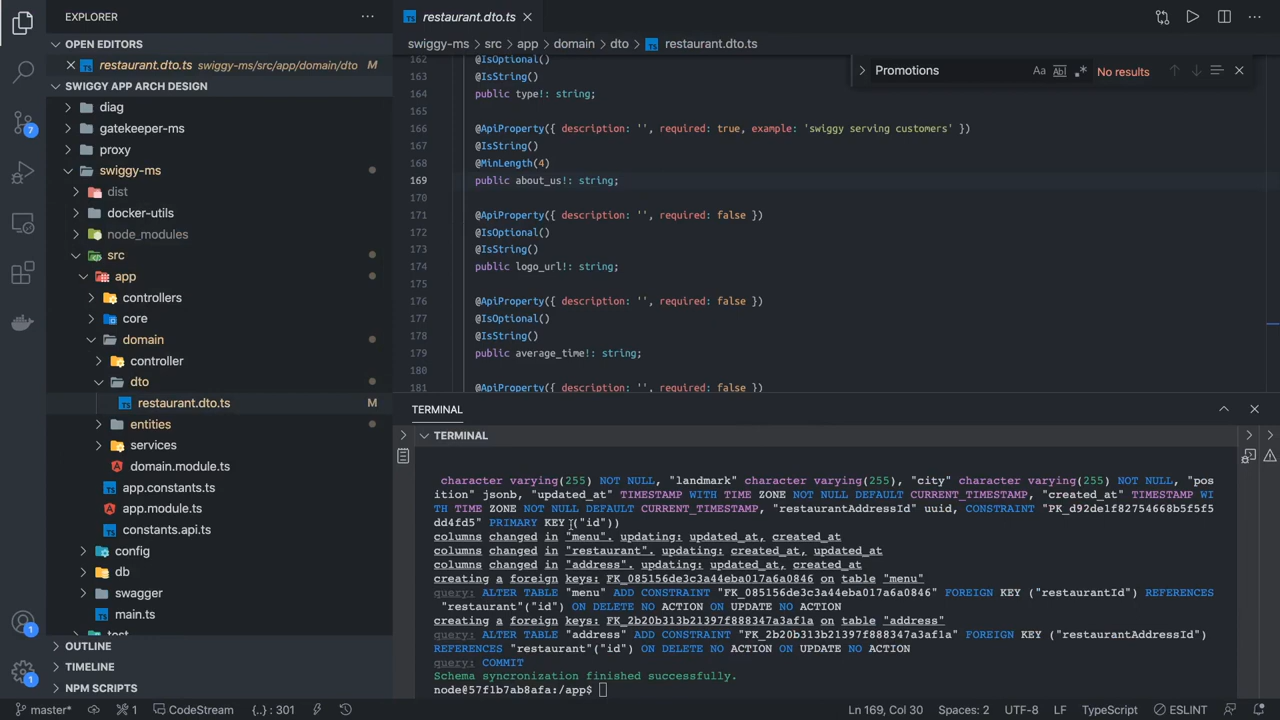 EXPLORER
restaurant.dto.ts
OPEN EDITORS
restaurant.dto.ts swiggy-ms/src/app/domain/dto M
swiggy-ms > src > app > domain > dto > restaurant.dto.ts
SWIGGY APP ARCH DESIGN
diag
gatekeeper-ms
proxy
swiggy-ms
dist
docker-utils
node_modules
src
app
controllers
core
domain
controller
dto
restaurant.dto.ts M
entities
services
domain.module.ts
app.constants.ts
app.module.ts
constants.api.ts
config
db
swagger
main.ts
test
OUTLINE
TIMELINE
NPM SCRIPTS
7
1
1
Promotions
Aa
No results
162 @IsOptional()
163 @IsString()
164 public type!: string;
165
166 @ApiProperty({ description: '', required: true, example: 'swiggy serving customers' })
167 @IsString()
168 @MinLength(4)
169 public about_us!: string;
170
171 @ApiProperty({ description: '', required: false })
172 @IsOptional()
173 @IsString()
174 public logo_url!: string;
175
176 @ApiProperty({ description: '', required: false })
177 @IsOptional()
178 @IsString()
179 public average_time!: string;
180
181 @ApiProperty({ description: '', required: false })
TERMINAL
TERMINAL
character varying(255) NOT NULL, "landmark" character varying(255), "city" character varying(255) NOT NULL, "pos
ition" jsonb, "updated_at" TIMESTAMP WITH TIME ZONE NOT NULL DEFAULT CURRENT_TIMESTAMP, "created_at" TIMESTAMP WI
TH TIME ZONE NOT NULL DEFAULT CURRENT_TIMESTAMP, "restaurantAddressId" uuid, CONSTRAINT "PK_d92de1f82754668b5f5f5
dd4fd5" PRIMARY KEY ("id"))
columns changed in "menu". updating: updated_at, created_at
columns changed in "restaurant". updating: created_at, updated_at
columns changed in "address". updating: updated_at, created_at
creating a foreign keys: FK_085156de3c3a44eba017a6a0846 on table "menu"
query: ALTER TABLE "menu" ADD CONSTRAINT "FK_085156de3c3a44eba017a6a0846" FOREIGN KEY ("restaurantId") REFERENCES
"restaurant"("id") ON DELETE NO ACTION ON UPDATE NO ACTION
creating a foreign keys: FK_2b20b313b21397f888347a3af1a on table "address"
query: ALTER TABLE "address" ADD CONSTRAINT "FK_2b20b313b21397f888347a3af1a" FOREIGN KEY ("restaurantAddressId")
REFERENCES "restaurant"("id") ON DELETE NO ACTION ON UPDATE NO ACTION
query: COMMIT
Schema syncronization finished successfully.
node@57f1b7ab8afa:/app$
master* 1 CodeStream {..} : 301 Ln 169, Col 30 Spaces: 2 UTF-8 LF TypeScript ESLINT